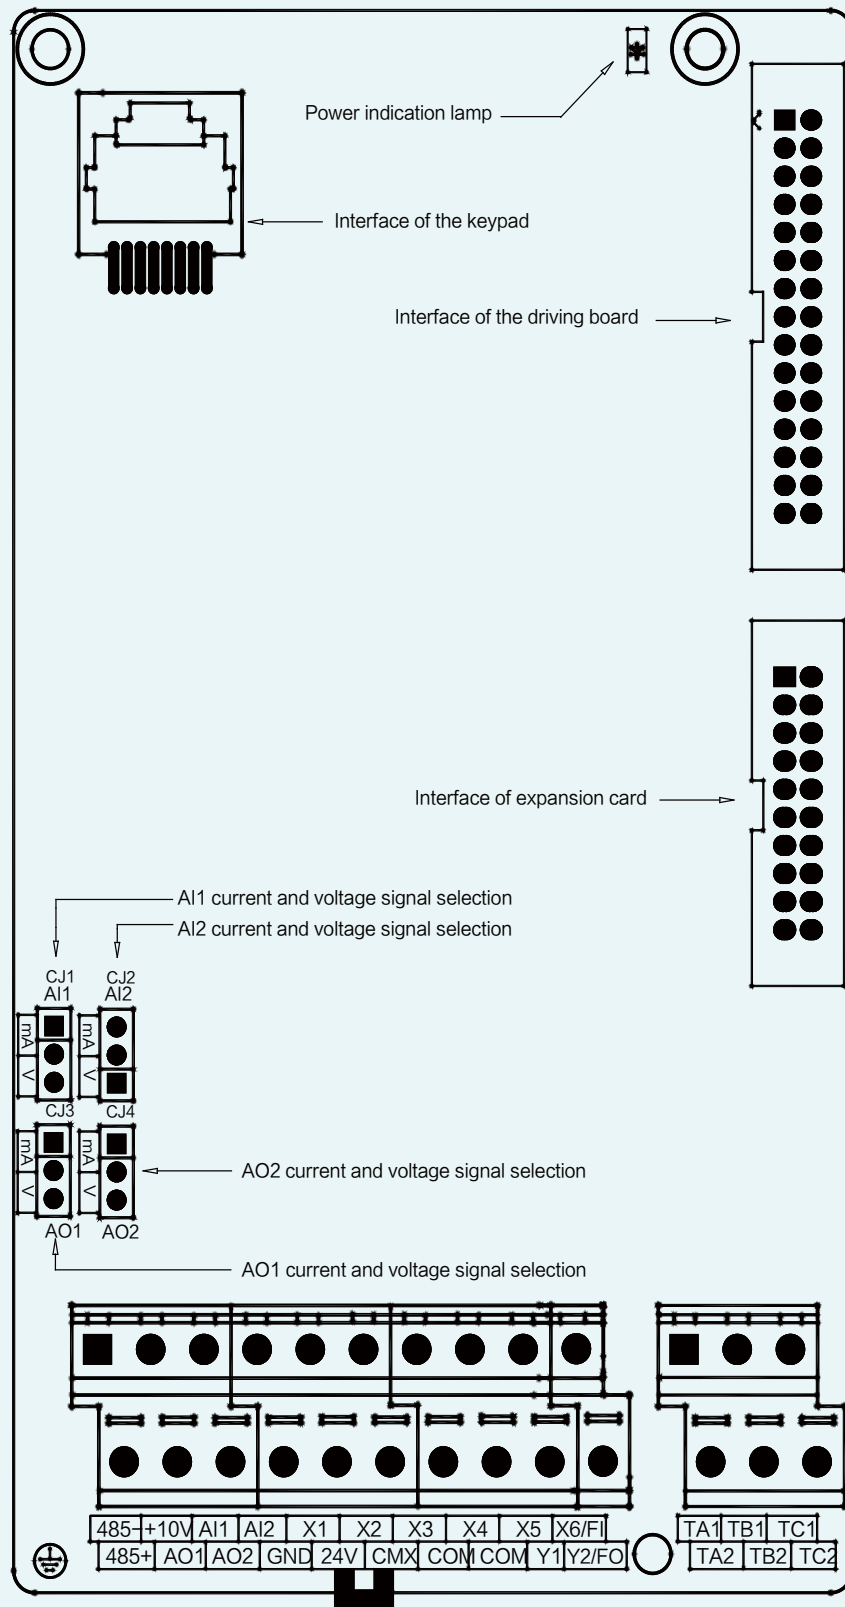 Power indication lamp
Interface of the keypad
Interface of the driving board
Interface of expansion card
AI1 current and voltage signal selection
AI2 current and voltage signal selection
CJ1 CJ2
AI1 AI2
mA mA
V V
CJ3 CJ4
mA mA
V V
AO2 current and voltage signal selection
AO1 AO2
AO1 current and voltage signal selection
485- +10V AI1 AI2 X1 X2 X3 X4 X5 X6/FI TA1 TB1 TC1
485+ AO1 AO2 GND 24V CMX COM COM Y1 Y2/FO TA2 TB2 TC2